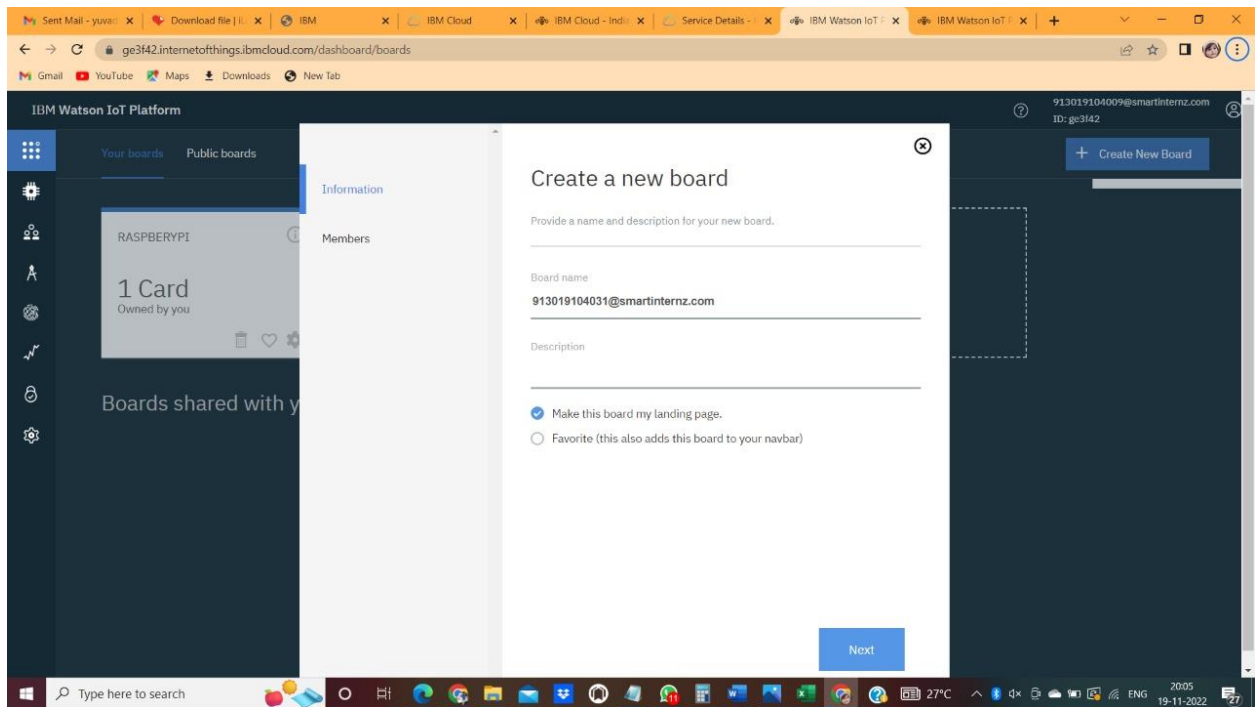 Sent Mail - yuvad
Download file | iL
IBM
IBM Cloud
IBM Cloud - India
Service Details -
IBM Watson IoT P
IBM Watson IoT P
ge3f42.internetofthings.ibmcloud.com/dashboard/boards
Gmail YouTube Maps Downloads New Tab
IBM Watson IoT Platform
913019104009@smartinternz.com
ID: ge3f42
Your boards Public boards
+ Create New Board
RASPBERYPI
1 Card
Owned by you
Boards shared with y
Information
Members
Create a new board
Provide a name and description for your new board.
Board name
913019104031@smartinternz.com
Description
Make this board my landing page.
Favorite (this also adds this board to your navbar)
Next
Type here to search
11
27°C
ENG
20:05
19-11-2022
27